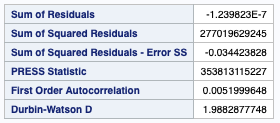 Sum of Residuals -1.239823E-7
Sum of Squared Residuals 277019629245
Sum of Squared Residuals - Error SS -0.034423828
PRESS Statistic 353813115227
First Order Autocorrelation 0.0051999648
Durbin-Watson D 1.9882877748